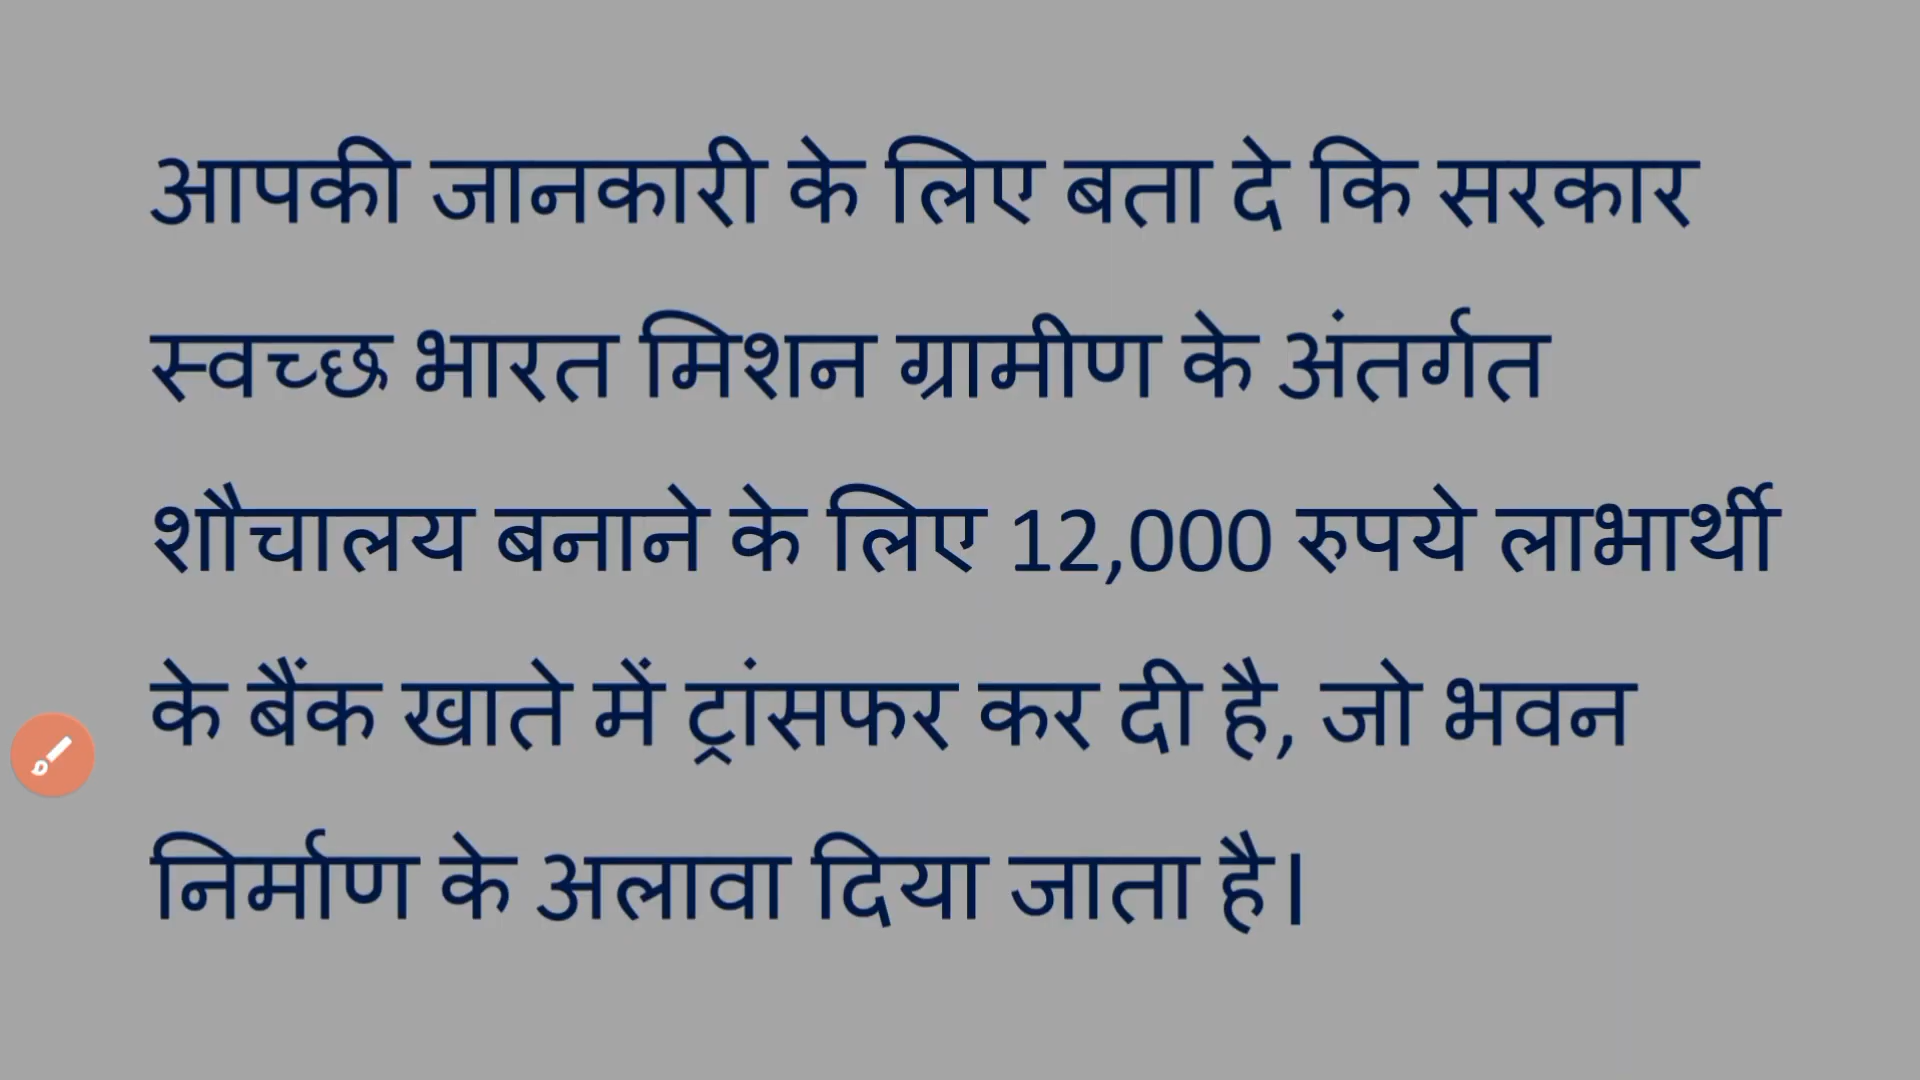 आपकी जानकारी के लिए बता दे कि सरकार
स्वच्छ भारत मिशन ग्रामीण के अंतर्गत
शौचालय बनाने के लिए 12,000 रुपये लाभार्थी
के बैंक खाते में ट्रांसफर कर दी है, जो भवन
निर्माण के अलावा दिया जाता है।